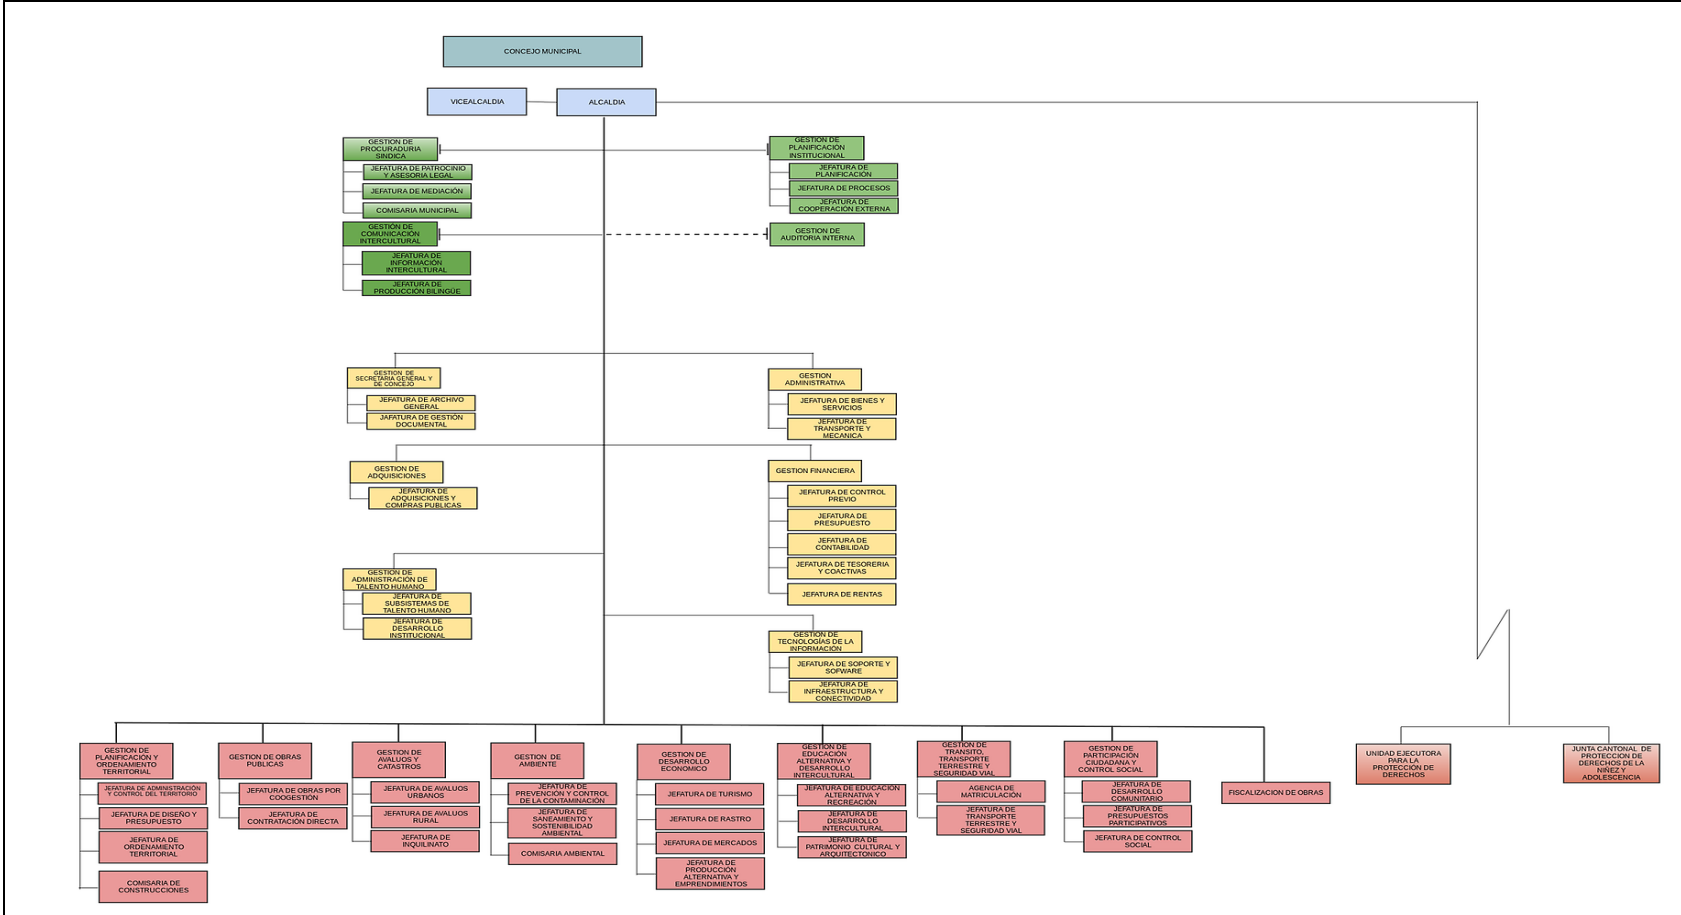 CONCEJO MUNICIPAL
VICEALCALDIA
ALCALDIA
GESTION DE
PROCURADURIA
SINDICA
JEFATURA DE PATROCINIO
Y ASESORIA LEGAL
JEFATURA DE MEDIACIÓN
COMISARIA MUNICIPAL
GESTIÓN DE
COMUNICACIÓN
INTERCULTURAL
JEFATURA DE
INFORMACIÓN
INTERCULTURAL
JEFATURA DE
PRODUCCIÓN BILINGÜE
GESTION DE
PLANIFICACIÓN
INSTITUCIONAL
JEFATURA DE
PLANIFICACIÓN
JEFATURA DE PROCESOS
JEFATURA DE
COOPERACIÓN EXTERNA
GESTION DE
AUDITORIA INTERNA
GESTION DE
SECRETARIA GENERAL Y
DE CONCEJO
JEFATURA DE ARCHIVO
GENERAL
JAFATURA DE GESTIÓN
DOCUMENTAL
GESTION
ADMINISTRATIVA
JEFATURA DE BIENES Y
SERVICIOS
JEFATURA DE
TRANSPORTE Y
MECANICA
GESTION DE
ADQUISICIONES
JEFATURA DE
ADQUISICIONES Y
COMPRAS PUBLICAS
GESTION FINANCIERA
JEFATURA DE CONTROL
PREVIO
JEFATURA DE
PRESUPUESTO
JEFATURA DE
CONTABILIDAD
JEFATURA DE TESORERIA
Y COACTIVAS
JEFATURA DE RENTAS
GESTION DE
ADMINISTRACIÓN DE
TALENTO HUMANO
JEFATURA DE
SUBSISTEMAS DE
TALENTO HUMANO
JEFATURA DE
DESARROLLO
INSTITUCIONAL
GESTIÓN DE
TECNOLOGÍAS DE LA
INFORMACIÓN
JEFATURA DE SOPORTE Y
SOFWARE
JEFATURA DE
INFRAESTRUCTURA Y
CONECTIVIDAD
GESTION DE
PLANIFICACIÓN Y
ORDENAMIENTO
TERRITORIAL
JEFATURA DE ADMINISTRACIÓN
Y CONTROL DEL TERRITORIO
JEFATURA DE DISEÑO Y
PRESUPUESTO
JEFATURA DE
ORDENAMIENTO
TERRITORIAL
COMISARIA DE
CONSTRUCCIONES
GESTION DE OBRAS
PUBLICAS
JEFATURA DE OBRAS POR
COOGESTIÓN
JEFATURA DE
CONTRATACIÓN DIRECTA
GESTION DE
AVALUOS Y
CATASTROS
JEFATURA DE AVALUOS
URBANOS
JEFATURA DE AVALUOS
RURAL
JEFATURA DE
INQUILINATO
GESTIÓN DE
AMBIENTE
JEFATURA DE
PREVENCIÓN Y CONTROL
DE LA CONTAMINACIÓN
JEFATURA DE
SANEAMIENTO Y
SOSTENIBILIDAD
AMBIENTAL
COMISARIA AMBIENTAL
GESTION DE
DESARROLLO
ECONOMICO
JEFATURA DE TURISMO
JEFATURA DE RASTRO
JEFATURA DE MERCADOS
JEFATURA DE
PRODUCCIÓN
ALTERNATIVA Y
EMPRENDIMIENTOS
GESTION DE
EDUCACIÓN
ALTERNATIVA Y
DESARROLLO
INTERCULTURAL
JEFATURA DE EDUCACIÓN
ALTERNATIVA Y
RECREACIÓN
JEFATURA DE
DESARROLLO
INTERCULTURAL
JEFATURA DE
PATRIMONIO CULTURAL Y
ARQUITECTONICO
GESTION DE
TRANSITO,
TRANSPORTE
TERRESTRE Y
SEGURIDAD VIAL
AGENCIA DE
MATRICULACIÓN
JEFATURA DE
TRANSPORTE
TERRESTRE Y
SEGURIDAD VIAL
GESTIÓN DE
PARTICIPACIÓN
CIUDADANA Y
CONTROL SOCIAL
JEFATURA DE
DESARROLLO
COMUNITARIO
JEFATURA DE
PRESUPUESTOS
PARTICIPATIVOS
JEFATURA DE CONTROL
SOCIAL
FISCALIZACION DE OBRAS
UNIDAD EJECUTORA
PARA LA
PROTECCIÓN DE
DERECHOS
JUNTA CANTONAL DE
PROTECCION DE
DERECHOS DE LA
NIÑEZ Y
ADOLESCENCIA